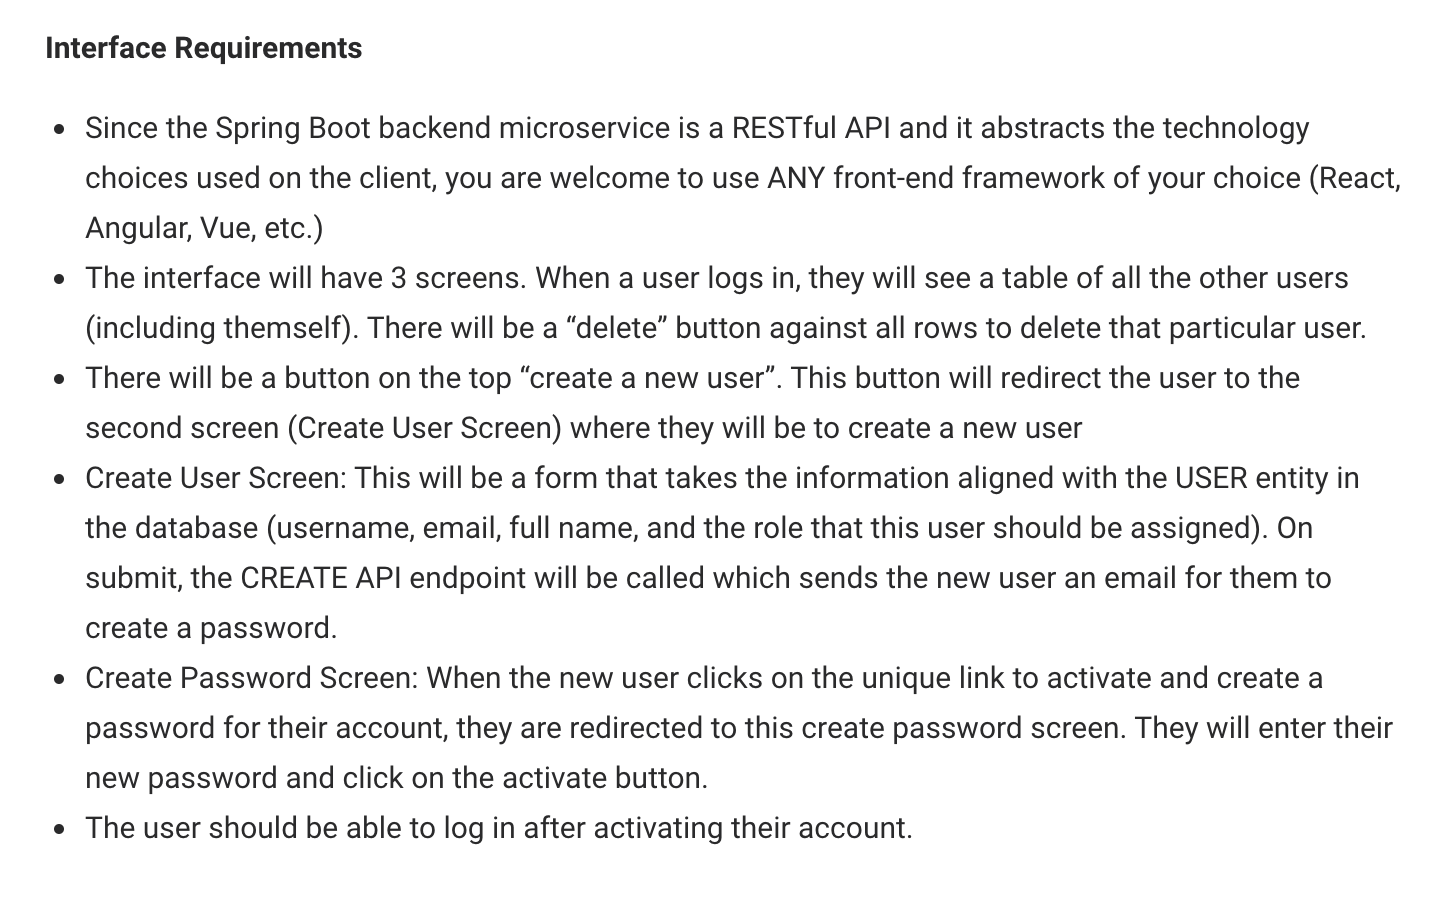 Interface Requirements
• Since the Spring Boot backend microservice is a RESTful API and it abstracts the technology
choices used on the client, you are welcome to use ANY front-end framework of your choice (React,
Angular, Vue, etc.)
• The interface will have 3 screens. When a user logs in, they will see a table of all the other users
(including themself). There will be a “delete” button against all rows to delete that particular user.
• There will be a button on the top “create a new user”. This button will redirect the user to the
second screen (Create User Screen) where they will be to create a new user
• Create User Screen: This will be a form that takes the information aligned with the USER entity in
the database (username, email, full name, and the role that this user should be assigned). On
submit, the CREATE API endpoint will be called which sends the new user an email for them to
create a password.
• Create Password Screen: When the new user clicks on the unique link to activate and create a
password for their account, they are redirected to this create password screen. They will enter their
new password and click on the activate button.
• The user should be able to log in after activating their account.